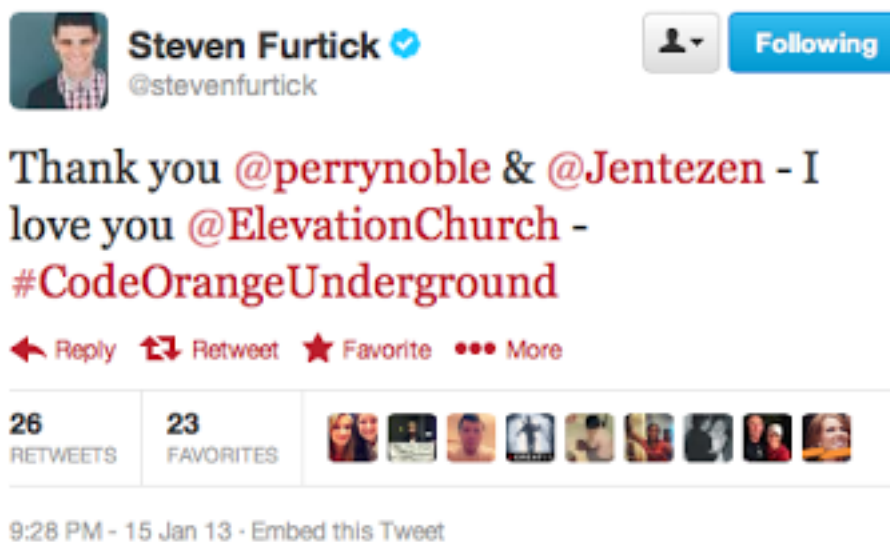 Steven Furtick
Following
@stevenfurtick
Thank you @perrynoble & @Jentezen - I
love you @ElevationChurch -
#CodeOrangeUnderground
Reply Retweet Favorite More
26 23
RETWEETS FAVORITES
9:28 PM - 15 Jan 13 · Embed this Tweet